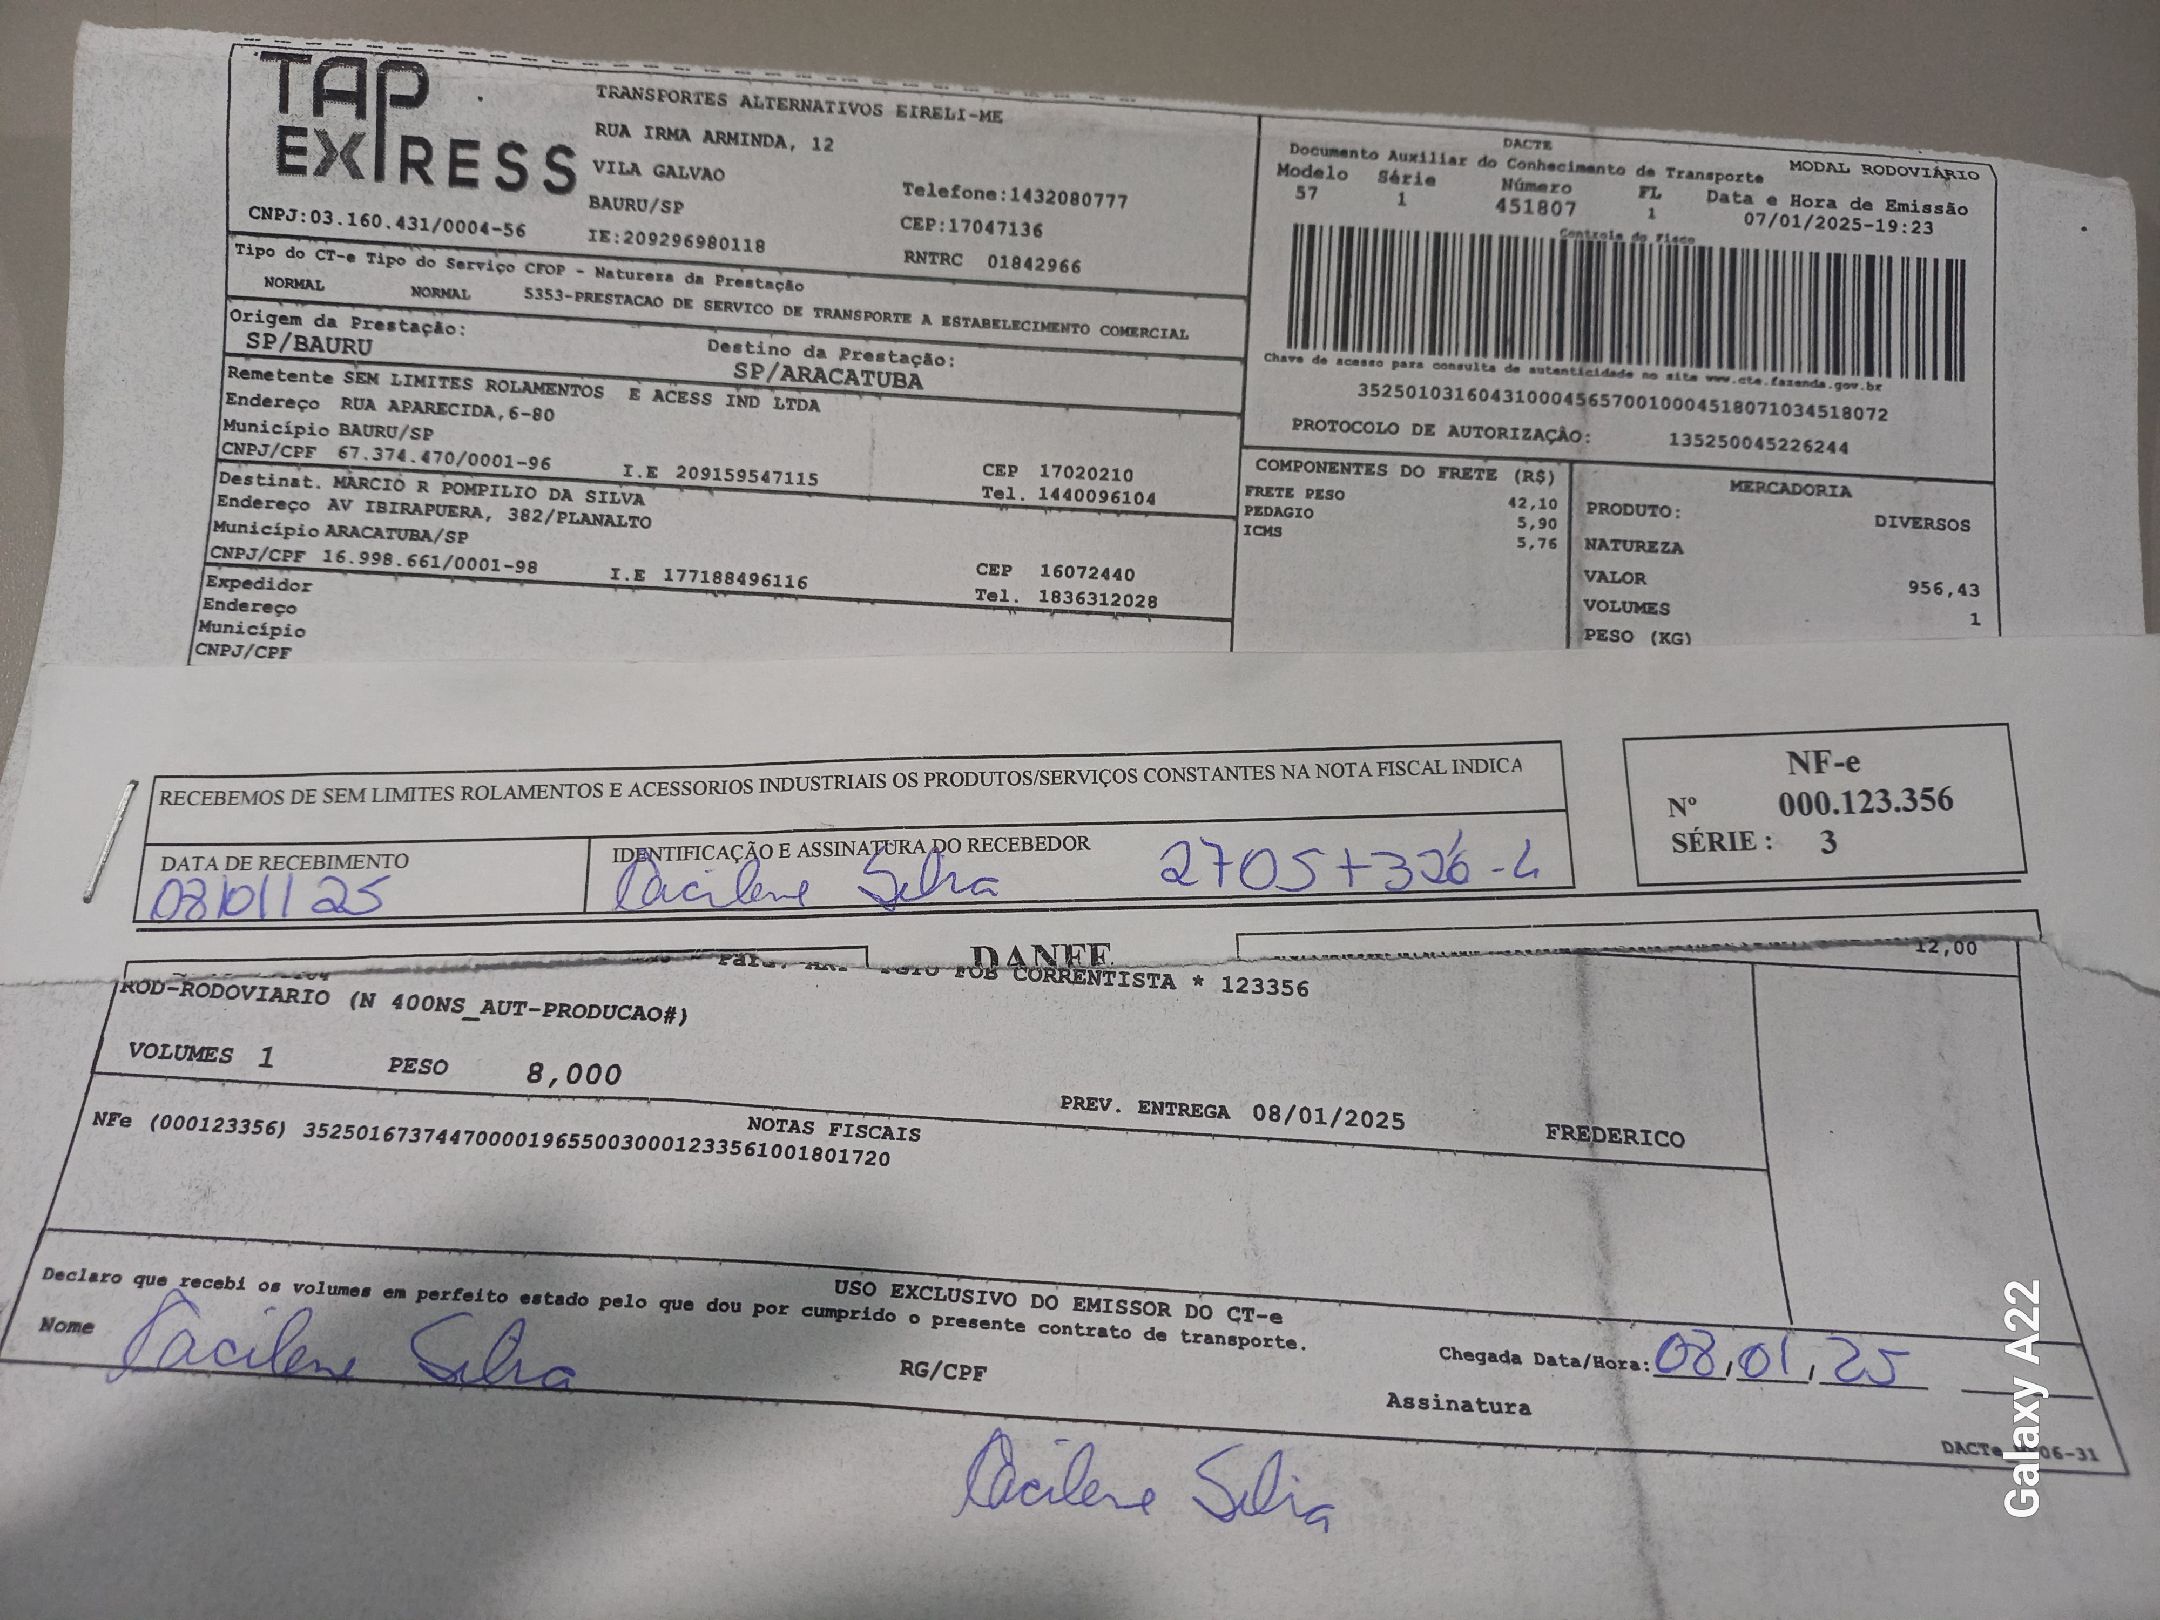 TAP
EXPRESS
TRANSPORTES ALTERNATIVOS EIRELI-ME
RUA IRMA ARMINDA, 12
VILA GALVAO
BAURU/SP
Telefone:1432080777
CEP:17047136
CNPJ:03.160.431/0004-56
IE:209296980118
RNTRC 01842966
DACTE
Documento Auxiliar do Conhecimento de Transporte
MODAL RODOVIÁRIO
Modelo Série Número FL Data e Hora de Emissão
57 1 451807 1 07/01/2025-19:23
Controle do Fisco
Chave de acesso para consulta de autenticidade no site www.cte.fazenda.gov.br
35250103160431000456570010004518071034518072
PROTOCOLO DE AUTORIZAÇÃO: 135250045226244
Tipo do CT-e Tipo do Serviço CFOP - Natureza da Prestação
NORMAL NORMAL 5353-PRESTACAO DE SERVICO DE TRANSPORTE A ESTABELECIMENTO COMERCIAL
Origem da Prestação:
SP/BAURU
Destino da Prestação:
SP/ARACATUBA
Remetente SEM LIMITES ROLAMENTOS E ACESS IND LTDA
Endereço RUA APARECIDA,6-80
Município BAURU/SP
CNPJ/CPF 67.374.470/0001-96 I.E 209159547115
CEP 17020210
Tel. 1440096104
Destinat. MARCIO R POMPILIO DA SILVA
Endereço AV IBIRAPUERA, 382/PLANALTO
Município ARACATUBA/SP
CNPJ/CPF 16.998.661/0001-98 I.E 177188496116
CEP 16072440
Tel. 1836312028
Expedidor
Endereço
Município
CNPJ/CPF
COMPONENTES DO FRETE (R$)
FRETE PESO 42,10
PEDAGIO 5,90
ICMS 5,76
MERCADORIA
PRODUTO: DIVERSOS
NATUREZA
VALOR 956,43
VOLUMES 1
PESO (KG)
RECEBEMOS DE SEM LIMITES ROLAMENTOS E ACESSORIOS INDUSTRIAIS OS PRODUTOS/SERVIÇOS CONSTANTES NA NOTA FISCAL INDICA
DATA DE RECEBIMENTO
08/01/25
IDENTIFICAÇÃO E ASSINATURA DO RECEBEDOR
Silva
NF-e
Nº 000.123.356
SÉRIE : 3
DANFE
12,00
FOB CORRENTISTA * 123356
ROD-RODOVIARIO (N 400NS_AUT-PRODUCAO#)
VOLUMES 1 PESO 8,000
PREV. ENTREGA 08/01/2025
FREDERICO
NOTAS FISCAIS
NFe (000123356) 35250167374470000196550030001233561001801720
USO EXCLUSIVO DO EMISSOR DO CT-e
Declaro que recebi os volumes em perfeito estado pelo que dou por cumprido o presente contrato de transporte.
Nome Silva
RG/CPF
Chegada Data/Hora: 08,01,25
Assinatura
Silva
Galaxy A22